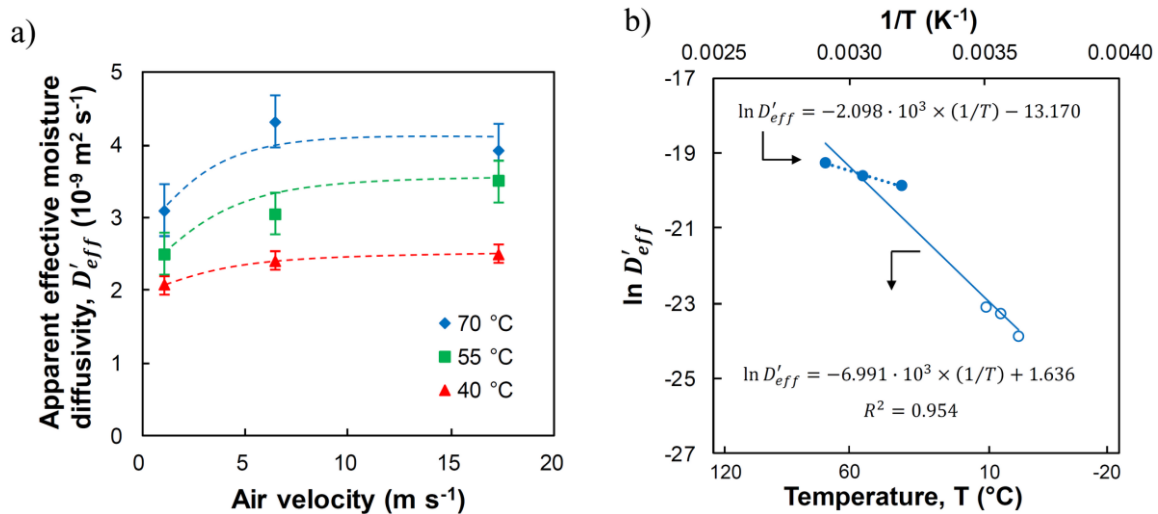 a)
Apparent effective moisture
diffusivity, D′eff (10-9 m2 s-1)
5
4
3
2
1
0
0 5 10 15 20
Air velocity (m s-1)
70 °C
55 °C
40 °C
b)
1/T (K-1)
0.0025 0.0030 0.0035 0.0040
ln D′eff
-17
-19
-21
-23
-25
-27
ln D′eff = −2.098 · 10³ × (1/T) − 13.170
ln D′eff = −6.991 · 10³ × (1/T) + 1.636
R² = 0.954
120 60 10 -20
Temperature, T (°C)